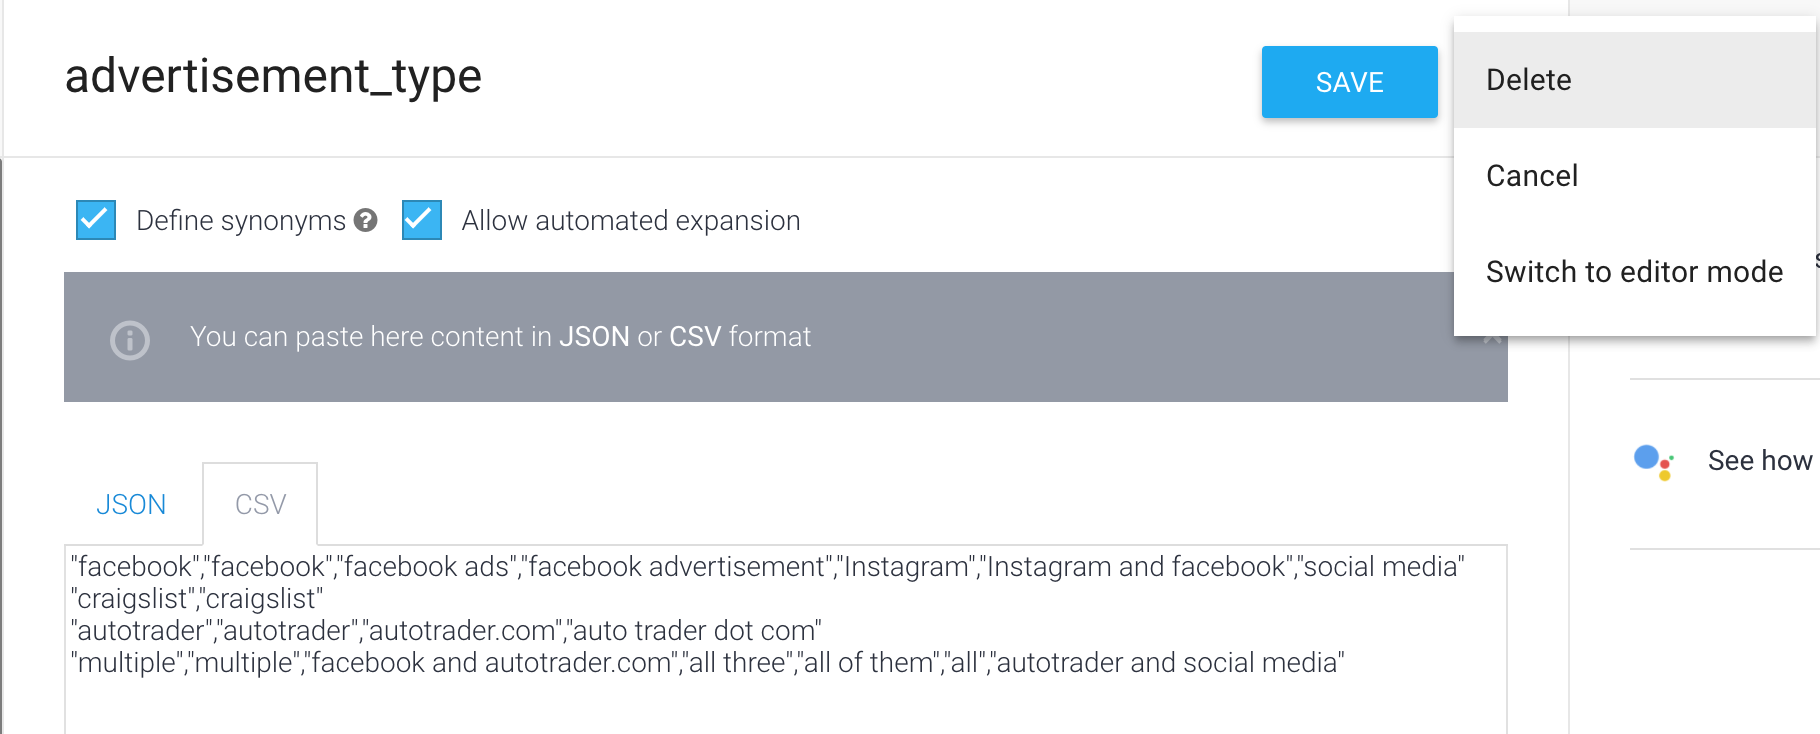 advertisement_type
SAVE
Delete
Cancel
Switch to editor mode
Define synonyms ?
Allow automated expansion
You can paste here content in JSON or CSV format
See how
JSON
CSV
"facebook","facebook","facebook ads","facebook advertisement","Instagram","Instagram and facebook","social media"
"craigslist","craigslist"
"autotrader","autotrader","autotrader.com","auto trader dot com"
"multiple","multiple","facebook and autotrader.com","all three","all of them","all","autotrader and social media"